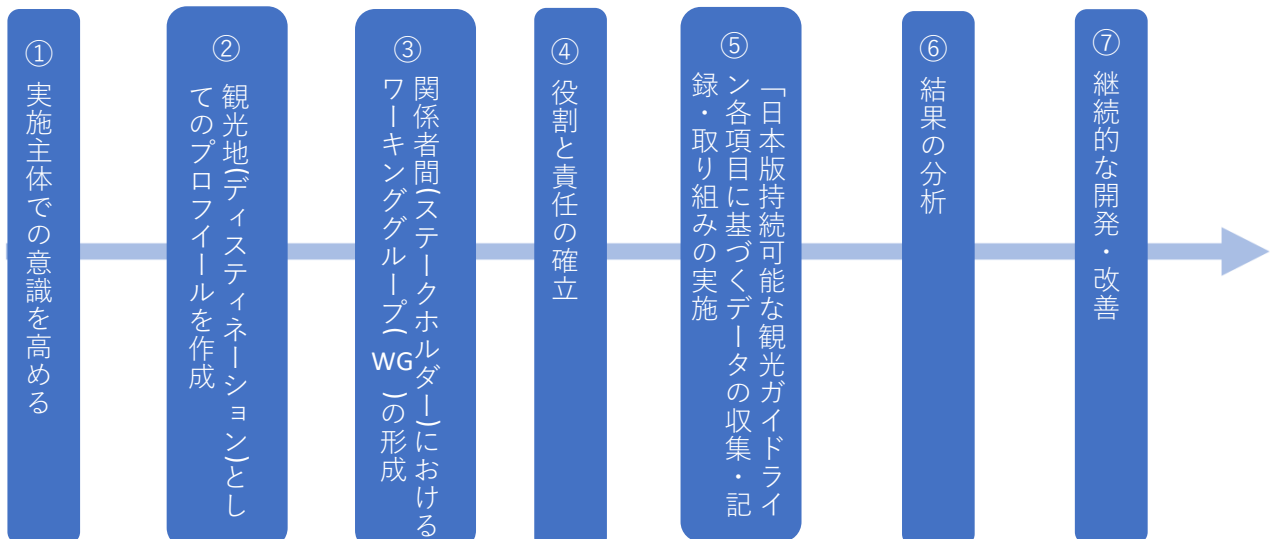 ①
実施主体での意識を高める
②
観光地(ディスティネーション)とし
てのプロフイールを作成
③
関係者間(ステークホルダー)における
ワーキンググループ(WG)の形成
④
役割と責任の確立
⑤
「日本版持続可能な観光ガイドライ
ン各項目に基づくデータの収集・記
録・取り組みの実施
⑥
結果の分析
⑦
継続的な開発・改善